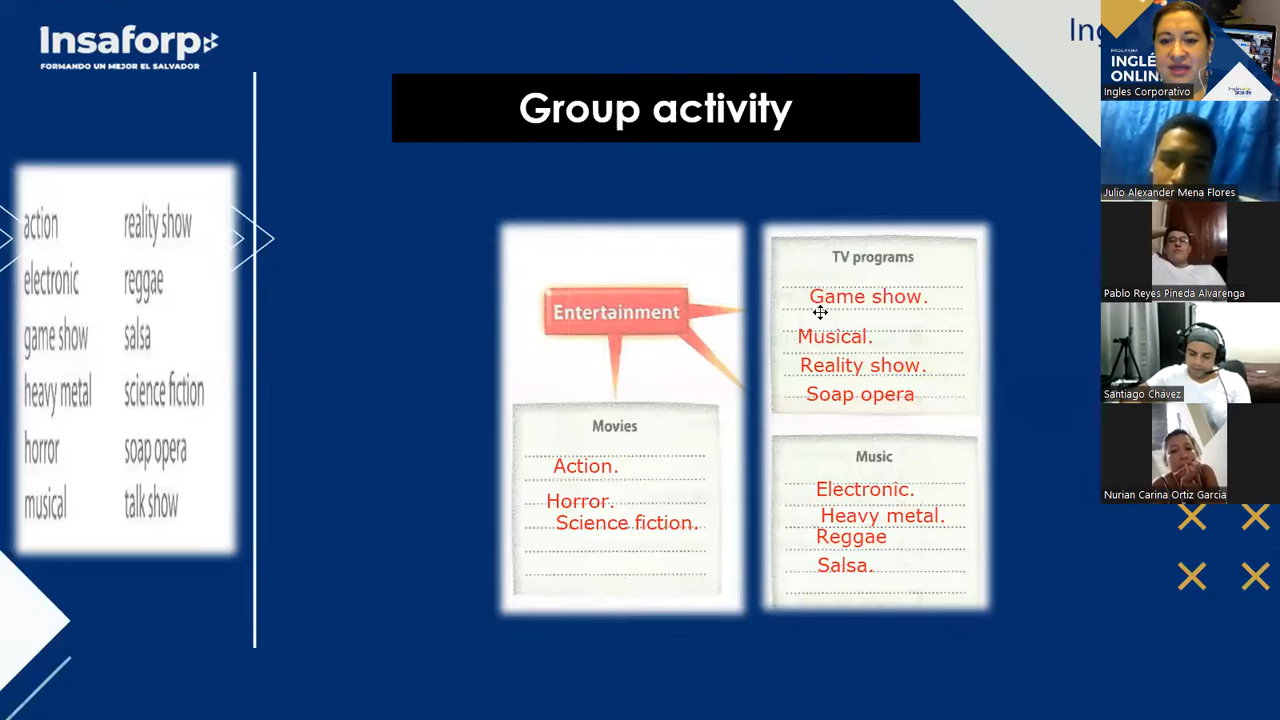 Insaforp
FORMANDO UN MEJOR EL SALVADOR
Group activity
action
reality show
electronic
reggae
game show
salsa
heavy metal
science fiction
horror
soap opera
musical
talk show
Entertainment
Movies
Action.
Horror.
Science fiction.
TV programs
Game show.
Musical.
Reality show.
Soap opera
Music
Electronic.
Heavy metal.
Reggae
Salsa.
PROGRAMA
Ingles Corporativo
Julio Alexander Mena Flores
Pablo Reyes Pineda Alvarenga
Santiago Chávez
Nurian Carina Ortiz Garcia